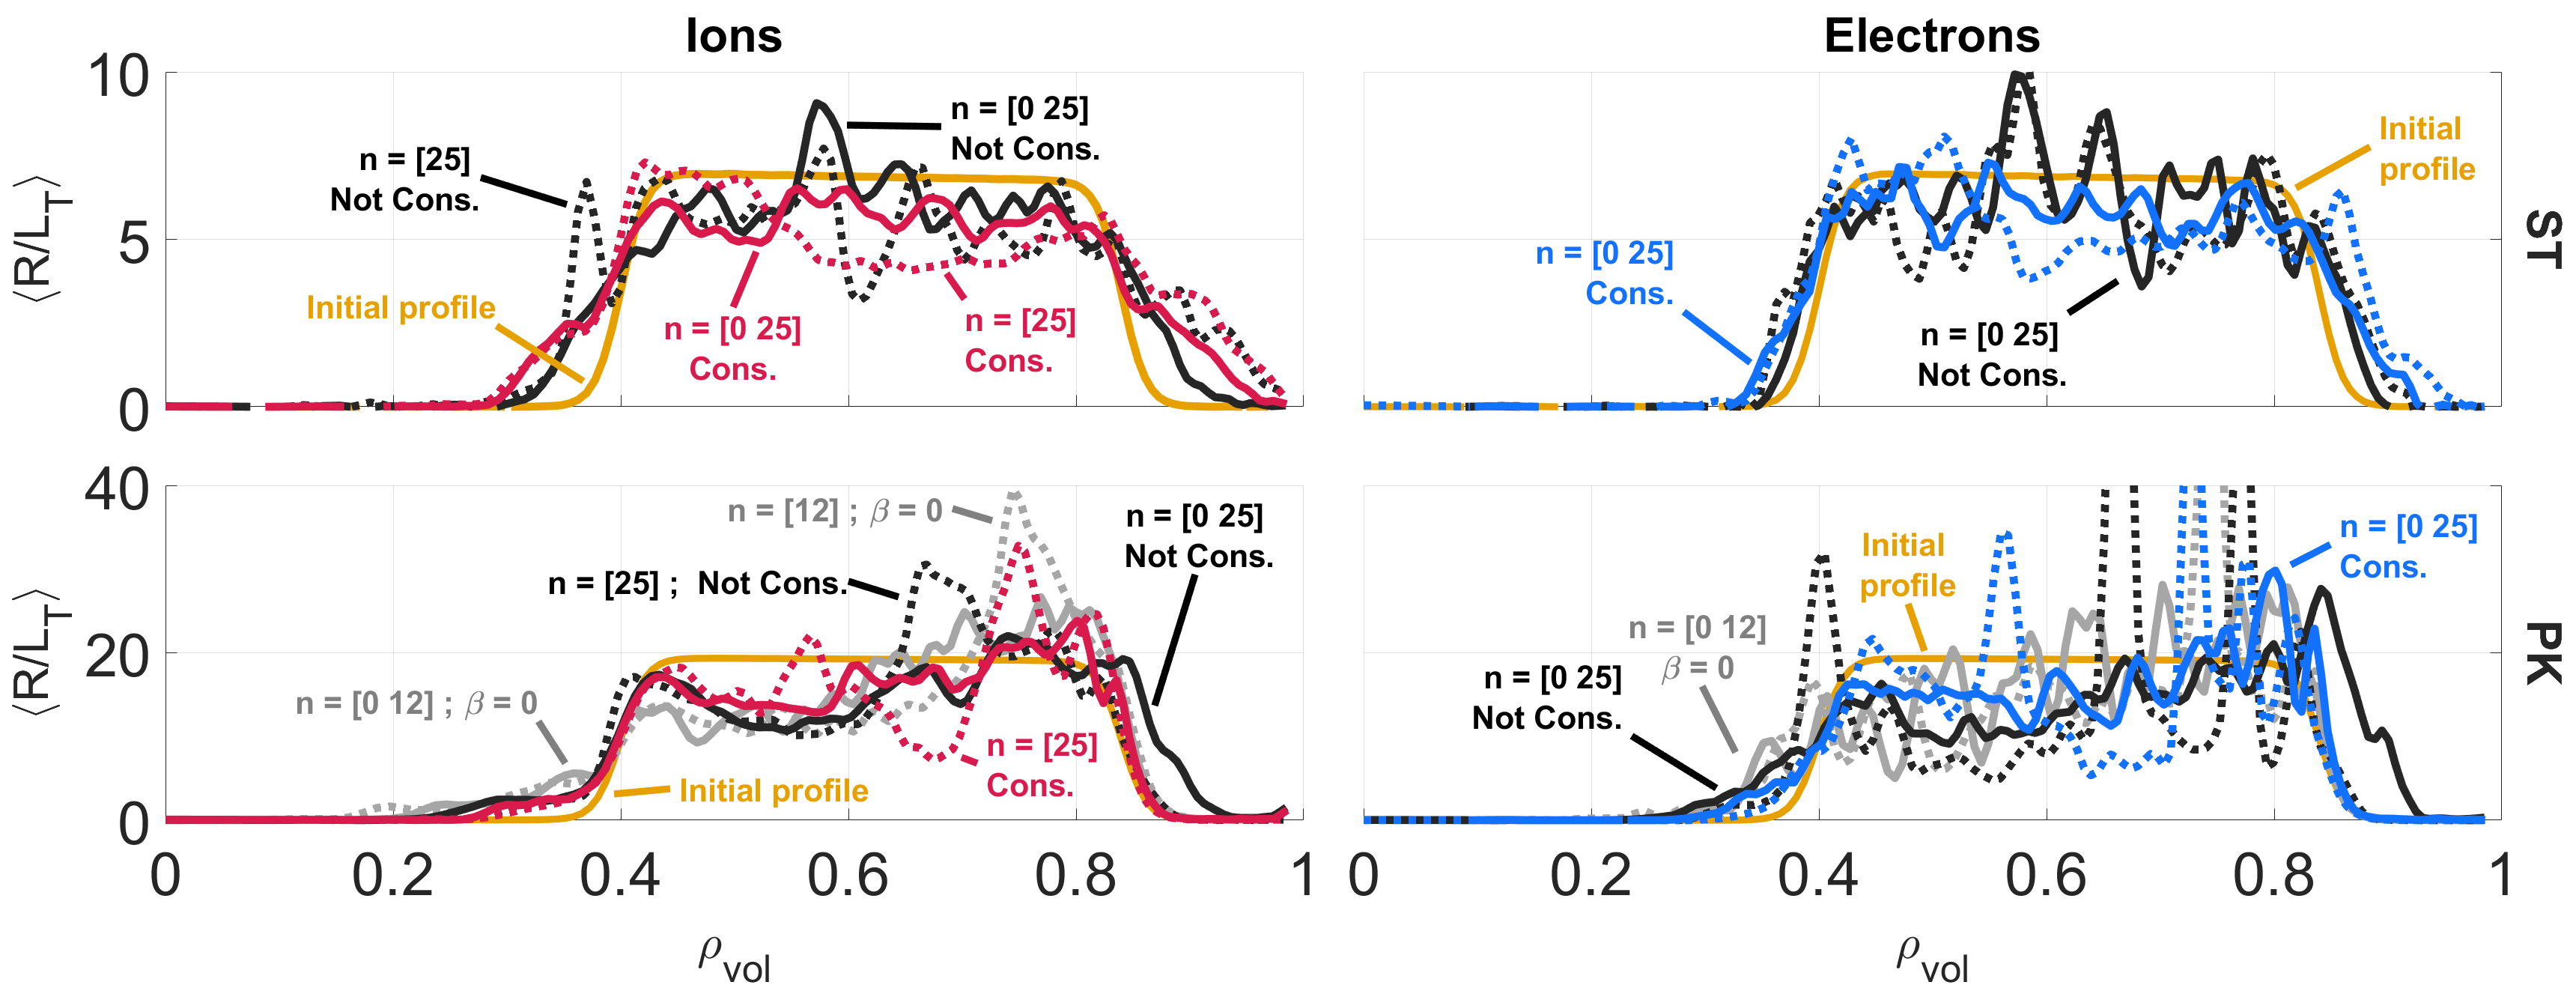 Ions
Electrons
10
5
0
⟨R/L_T⟩
n = [25]
Not Cons.
n = [0 25]
Not Cons.
Initial profile
n = [0 25]
Cons.
n = [25]
Cons.
n = [0 25]
Cons.
n = [0 25]
Not Cons.
Initial
profile
ST
40
20
0
⟨R/L_T⟩
n = [12] ; β = 0
n = [25] ; Not Cons.
n = [0 25]
Not Cons.
n = [0 12] ; β = 0
Initial profile
n = [25]
Cons.
n = [0 25]
Not Cons.
n = [0 12]
β = 0
Initial
profile
n = [0 25]
Cons.
PK
0 0.2 0.4 0.6 0.8 1
0 0.2 0.4 0.6 0.8 1
ρ_vol
ρ_vol